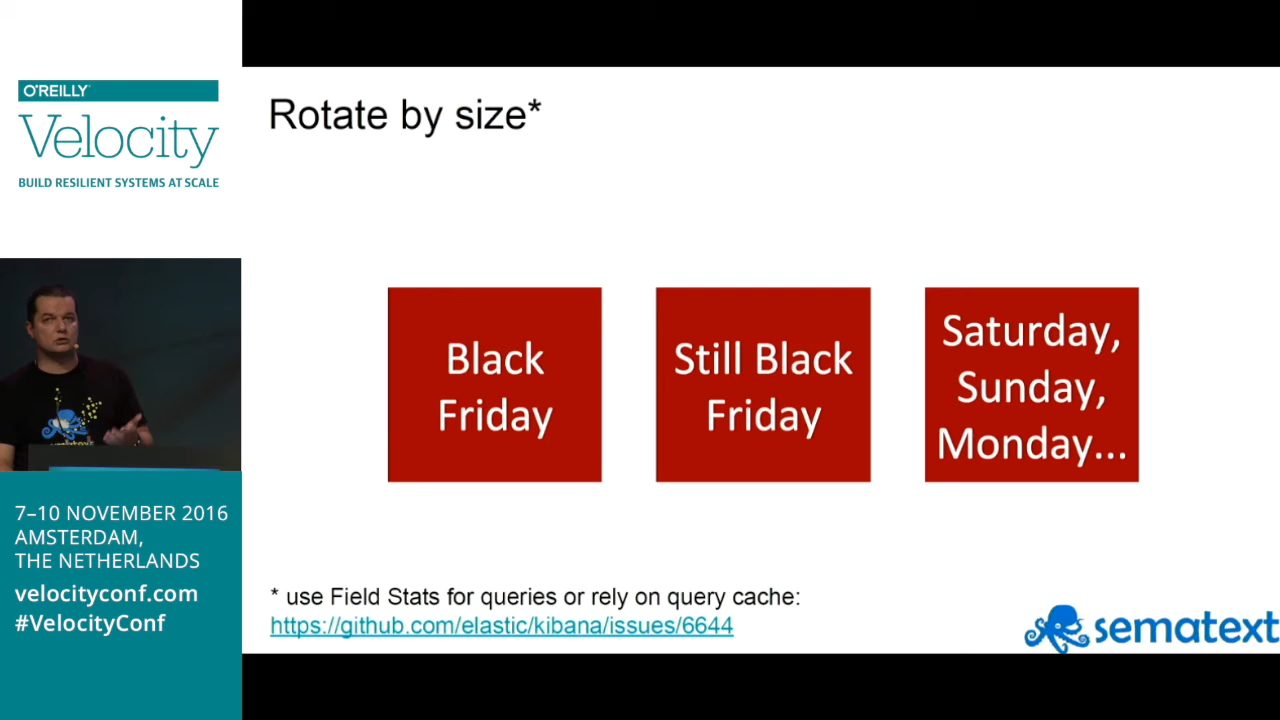 O'REILLY
Velocity
BUILD RESILIENT SYSTEMS AT SCALE
7–10 NOVEMBER 2016
AMSTERDAM,
THE NETHERLANDS
velocityconf.com
#VelocityConf
Rotate by size*
Black
Friday
Still Black
Friday
Saturday,
Sunday,
Monday...
* use Field Stats for queries or rely on query cache:
https://github.com/elastic/kibana/issues/6644
sematext